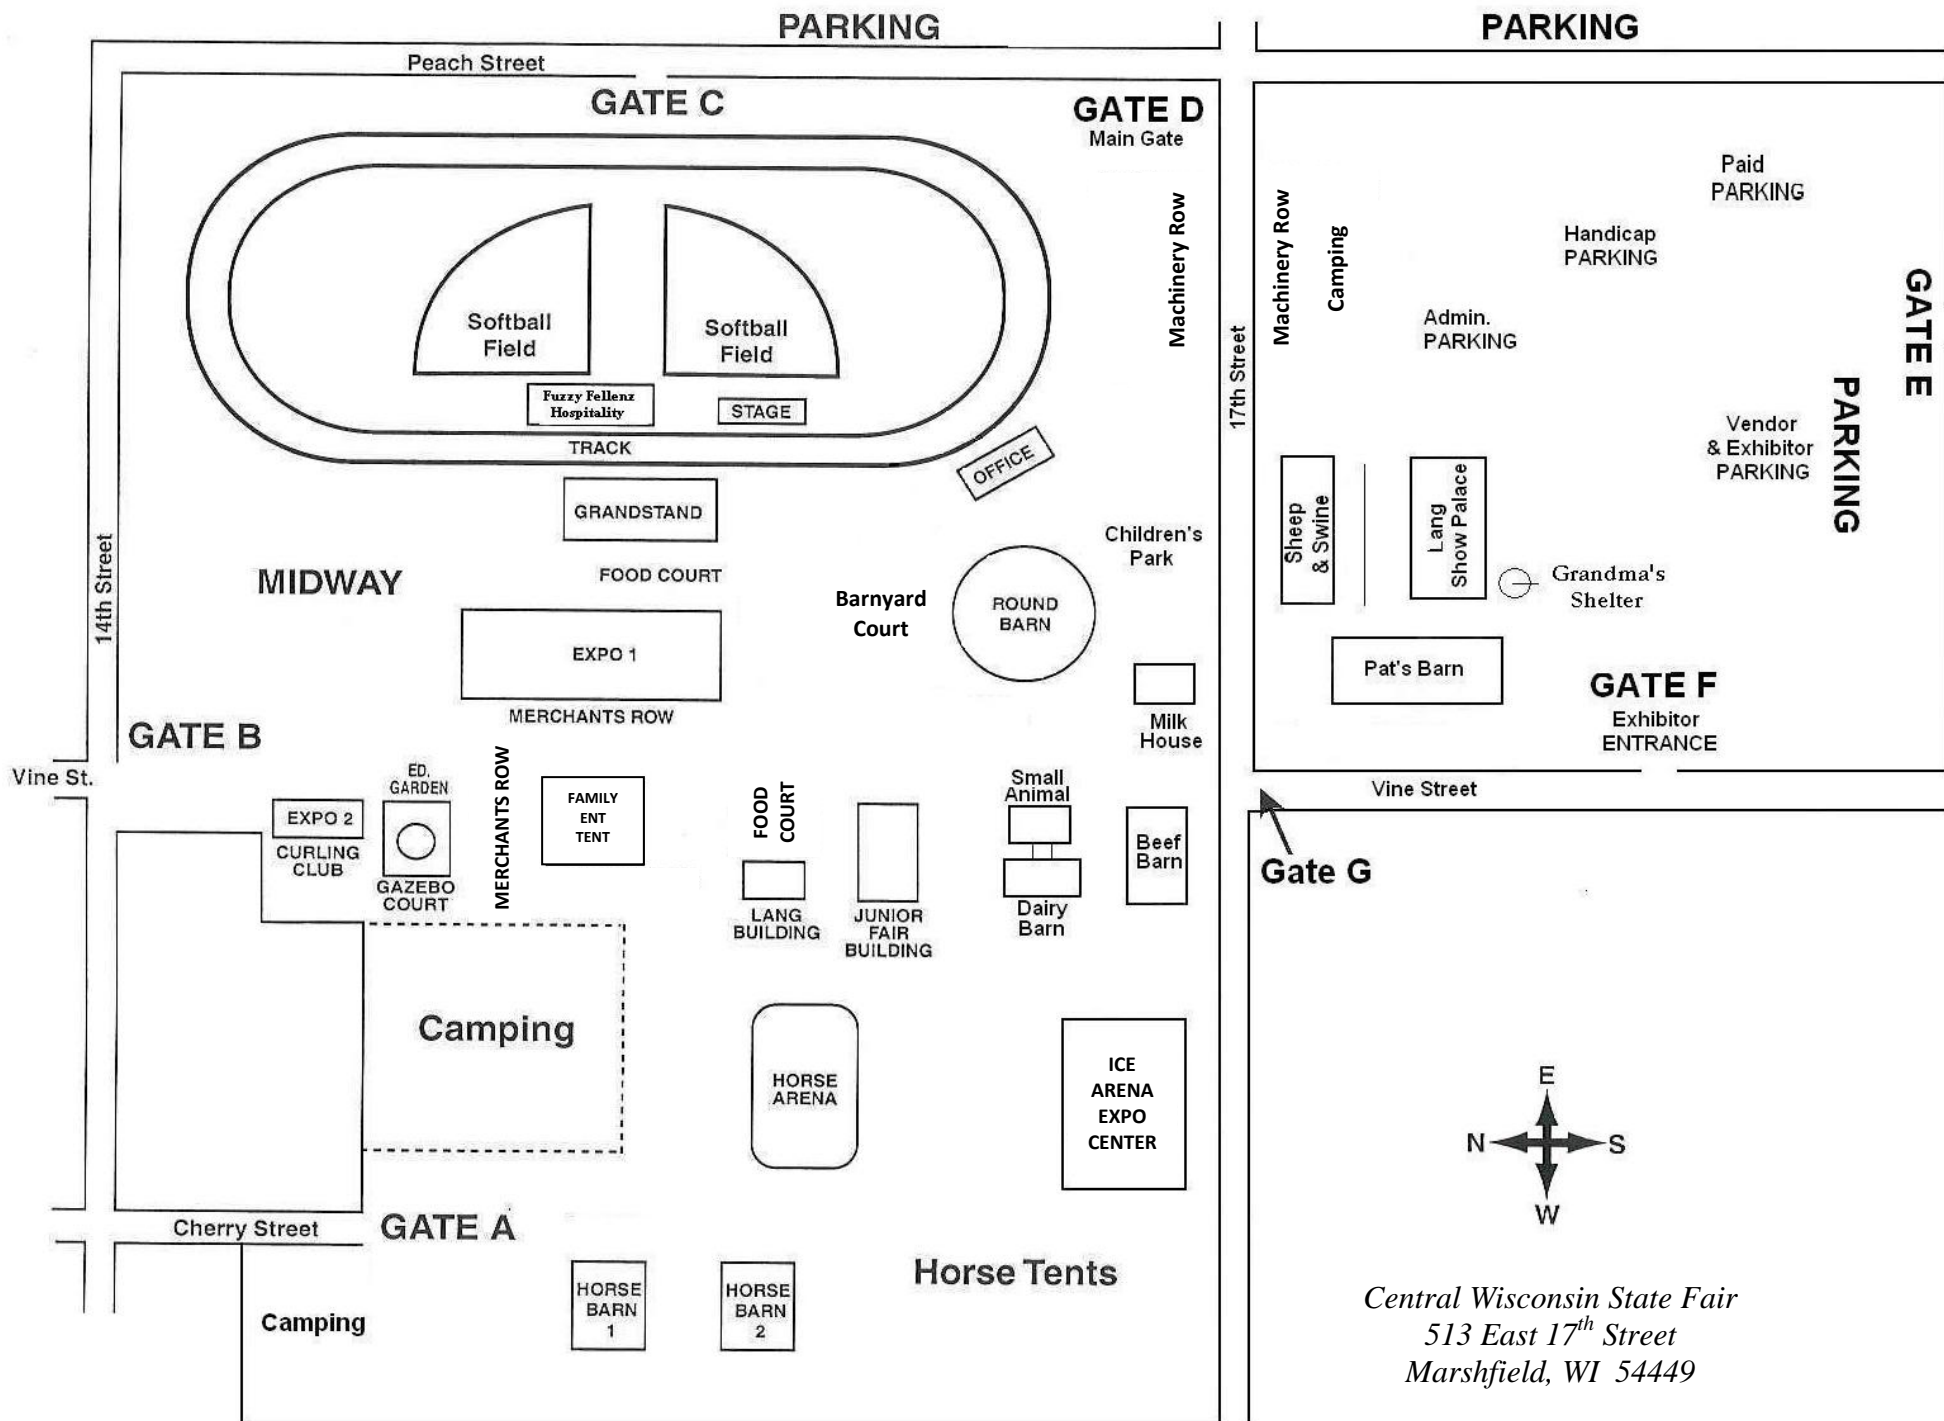 PARKING
PARKING
Peach Street
GATE C
GATE D
Main Gate
Paid
PARKING
Machinery Row
Machinery Row
Camping
Handicap
PARKING
GATE E
Softball
Field
Softball
Field
Admin.
PARKING
17th Street
PARKING
Fuzzy Fellenz
Hospitality
STAGE
TRACK
OFFICE
Vendor
& Exhibitor
PARKING
GRANDSTAND
Children's
Park
Sheep
& Swine
Lang
Show Palace
14th Street
MIDWAY
FOOD COURT
Barnyard
Court
ROUND
BARN
Grandma's
Shelter
EXPO 1
Pat's Barn
MERCHANTS ROW
Milk
House
GATE F
Exhibitor
ENTRANCE
GATE B
Vine St.
ED.
GARDEN
MERCHANTS ROW
FAMILY
ENT
TENT
FOOD
COURT
Small
Animal
Vine Street
EXPO 2
CURLING
CLUB
GAZEBO
COURT
LANG
BUILDING
JUNIOR
FAIR
BUILDING
Dairy
Barn
Beef
Barn
Gate G
Camping
HORSE
ARENA
ICE
ARENA
EXPO
CENTER
E
N
S
W
Cherry Street
GATE A
Horse Tents
Camping
HORSE
BARN
1
HORSE
BARN
2
Central Wisconsin State Fair
513 East 17th Street
Marshfield, WI 54449